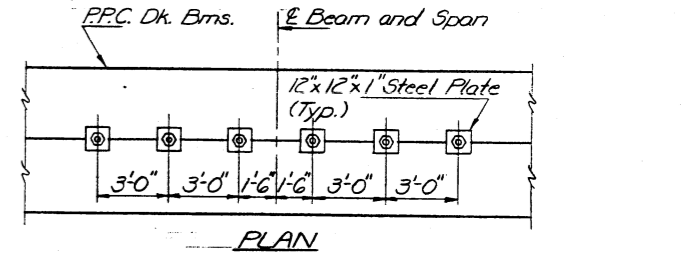 P.P.C. Dk. Bms.
℄ Beam and Span
12"x12"x1" Steel Plate
(Typ.)
3'-0" 3'-0" 1'-6" 1'-6" 3'-0" 3'-0"
PLAN